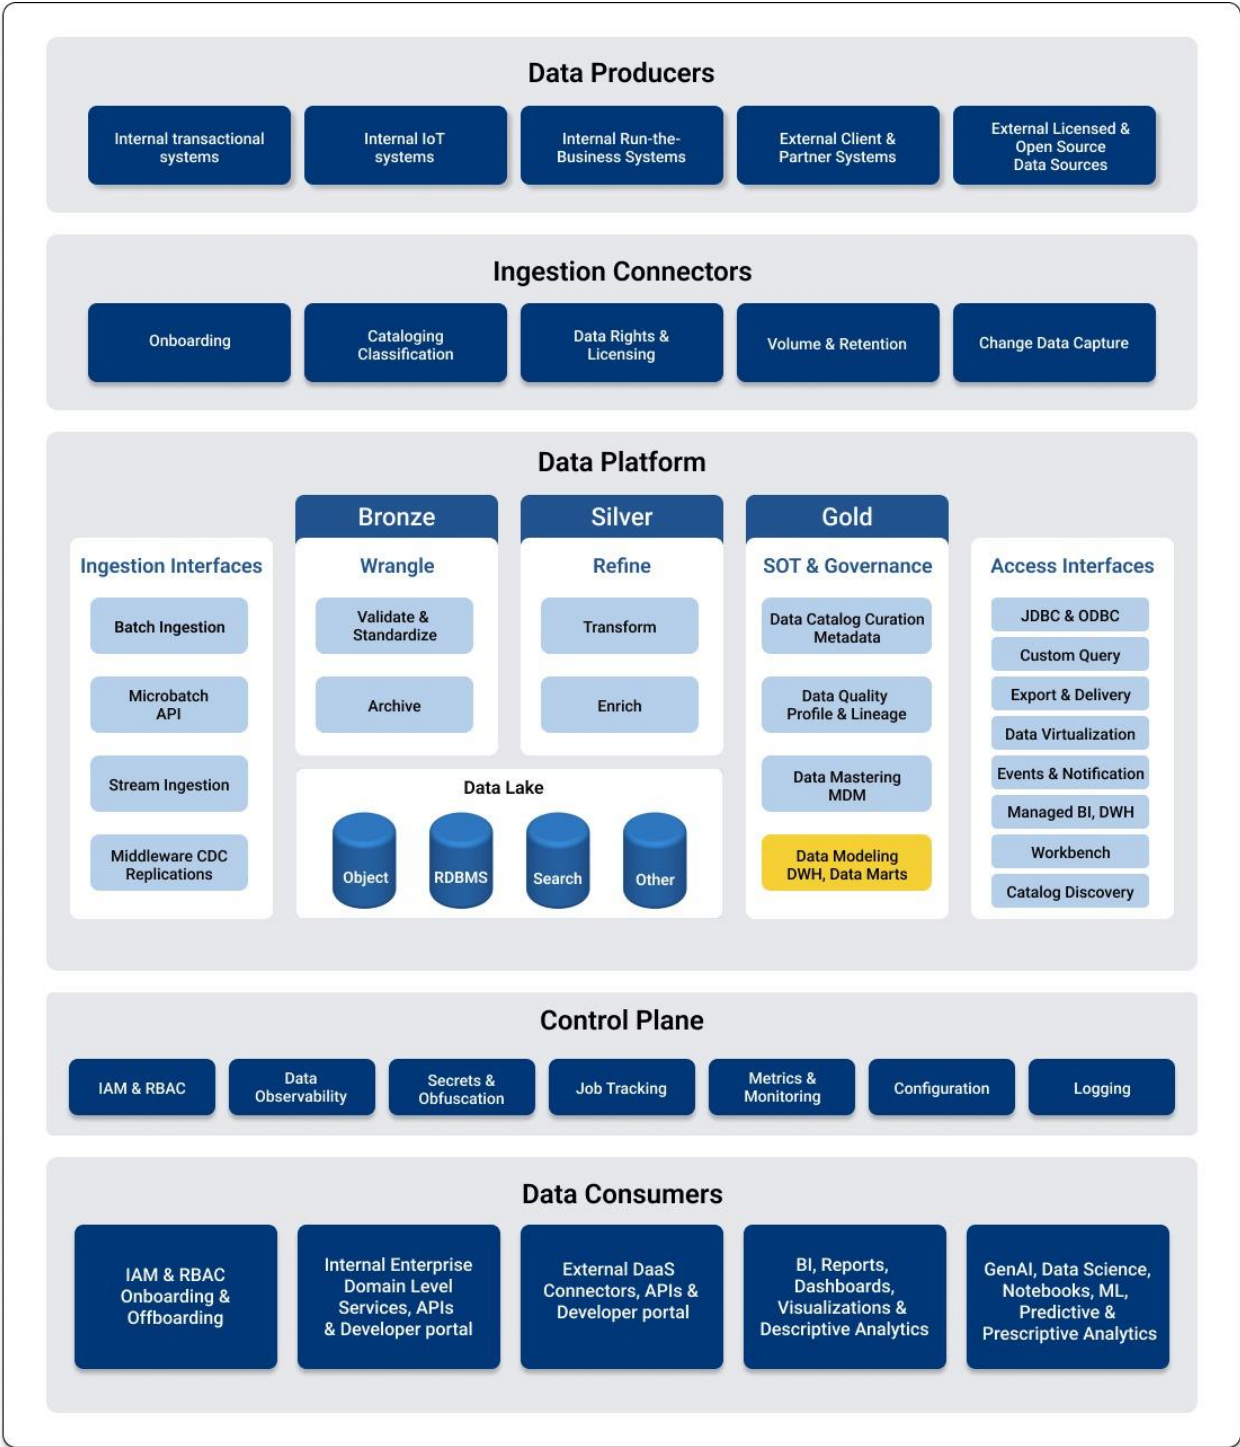 Data Producers
Internal transactional
systems
Internal IoT
systems
Internal Run-the-
Business Systems
External Client &
Partner Systems
External Licensed &
Open Source
Data Sources
Ingestion Connectors
Onboarding
Cataloging
Classification
Data Rights &
Licensing
Volume & Retention
Change Data Capture
Data Platform
Ingestion Interfaces
Batch Ingestion
Microbatch
API
Stream Ingestion
Middleware CDC
Replications
Bronze
Wrangle
Validate &
Standardize
Archive
Silver
Refine
Transform
Enrich
Data Lake
Object
RDBMS
Search
Other
Gold
SOT & Governance
Data Catalog Curation
Metadata
Data Quality
Profile & Lineage
Data Mastering
MDM
Data Modeling
DWH, Data Marts
Access Interfaces
JDBC & ODBC
Custom Query
Export & Delivery
Data Virtualization
Events & Notification
Managed BI, DWH
Workbench
Catalog Discovery
Control Plane
IAM & RBAC
Data
Observability
Secrets &
Obfuscation
Job Tracking
Metrics &
Monitoring
Configuration
Logging
Data Consumers
IAM & RBAC
Onboarding &
Offboarding
Internal Enterprise
Domain Level
Services, APIs
& Developer portal
External DaaS
Connectors, APIs &
Developer portal
BI, Reports,
Dashboards,
Visualizations &
Descriptive Analytics
GenAI, Data Science,
Notebooks, ML,
Predictive &
Prescriptive Analytics